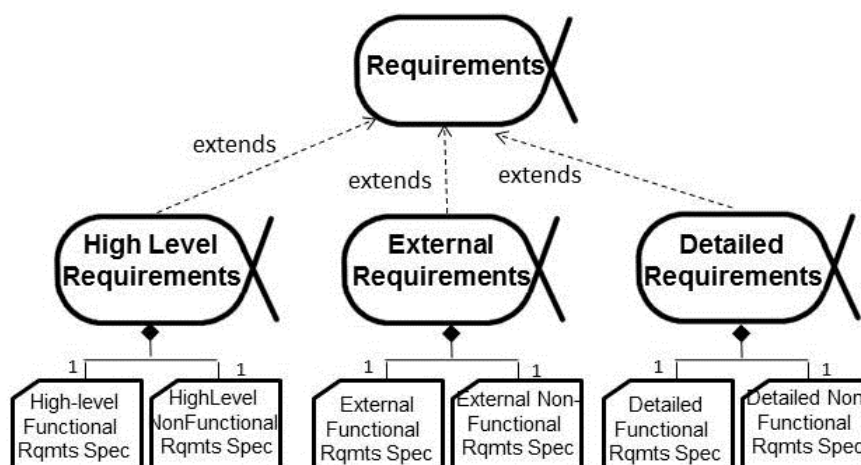 Requirements
extends
extends
extends
High Level
Requirements
External
Requirements
Detailed
Requirements
1
1
1
1
1
1
High-level
Functional
Rqmts Spec
HighLevel
NonFunctional
Rqmts Spec
External
Functional
Rqmts Spec
External Non-
Functional
Rqmts Spec
Detailed
Functional
Rqmts Spec
Detailed Non
Functional
Rqmts Spec